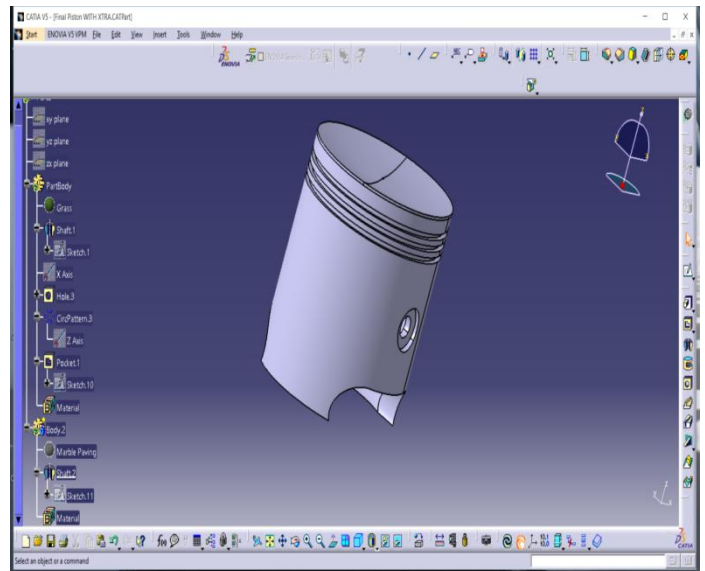 CATIA V5 - [Final Piston WITH XTRA.CATPart]
Start ENOVIA V5 VPM File Edit View Insert Tools Window Help
ENOVIA
xy plane
yz plane
zx plane
PartBody
Grass
Shaft.1
Sketch.1
X Axis
Hole.3
CircPattern.3
Z Axis
Pocket.1
Sketch.10
Material
Body.2
Marble Paving
Shaft.2
Sketch.11
Material
CATIA
Select an object or a command